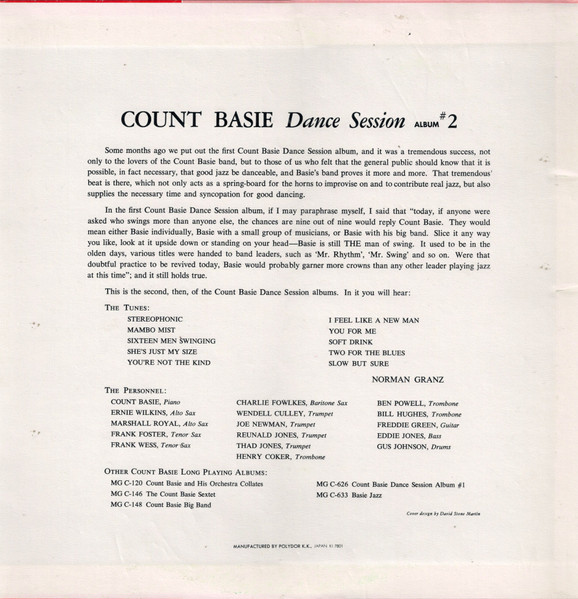 COUNT BASIE Dance Session ALBUM #2
Some months ago we put out the first Count Basie Dance Session album, and it was a tremendous success, not
only to the lovers of the Count Basie band, but to those of us who felt that the general public should know that it is
possible, in fact necessary, that good jazz be danceable, and Basie's band proves it more and more. That tremendous
beat is there, which not only acts as a spring-board for the horns to improvise on and to contribute real jazz, but also
supplies the necessary time and syncopation for good dancing.
In the first Count Basie Dance Session album, if I may paraphrase myself, I said that "today, if anyone were
asked who swings more than anyone else, the chances are nine out of nine would reply Count Basie. They would
mean either Basie individually, Basie with a small group of musicians, or Basie with his big band. Slice it any way
you like, look at it upside down or standing on your head—Basie is still THE man of swing. It used to be in the
olden days, various titles were handed to band leaders, such as 'Mr. Rhythm', 'Mr. Swing' and so on. Were that
doubtful practice to be revived today, Basie would probably garner more crowns than any other leader playing jazz
at this time"; and it still holds true.
This is the second, then, of the Count Basie Dance Session albums. In it you will hear:
THE TUNES:
STEREOPHONIC
MAMBO MIST
SIXTEEN MEN SWINGING
SHE'S JUST MY SIZE
YOU'RE NOT THE KIND
I FEEL LIKE A NEW MAN
YOU FOR ME
SOFT DRINK
TWO FOR THE BLUES
SLOW BUT SURE
NORMAN GRANZ
THE PERSONNEL:
COUNT BASIE, Piano
ERNIE WILKINS, Alto Sax
MARSHALL ROYAL, Alto Sax
FRANK FOSTER, Tenor Sax
FRANK WESS, Tenor Sax
CHARLIE FOWLKES, Baritone Sax
WENDELL CULLEY, Trumpet
JOE NEWMAN, Trumpet
REUNALD JONES, Trumpet
THAD JONES, Trumpet
HENRY COKER, Trombone
BEN POWELL, Trombone
BILL HUGHES, Trombone
FREDDIE GREEN, Guitar
EDDIE JONES, Bass
GUS JOHNSON, Drums
OTHER COUNT BASIE LONG PLAYING ALBUMS:
MG C-120 Count Basie and His Orchestra Collates
MG C-146 The Count Basie Sextet
MG C-148 Count Basie Big Band
MG C-626 Count Basie Dance Session Album #1
MG C-633 Basie Jazz
Cover design by David Stone Martin
MANUFACTURED BY POLYDOR K.K., JAPAN